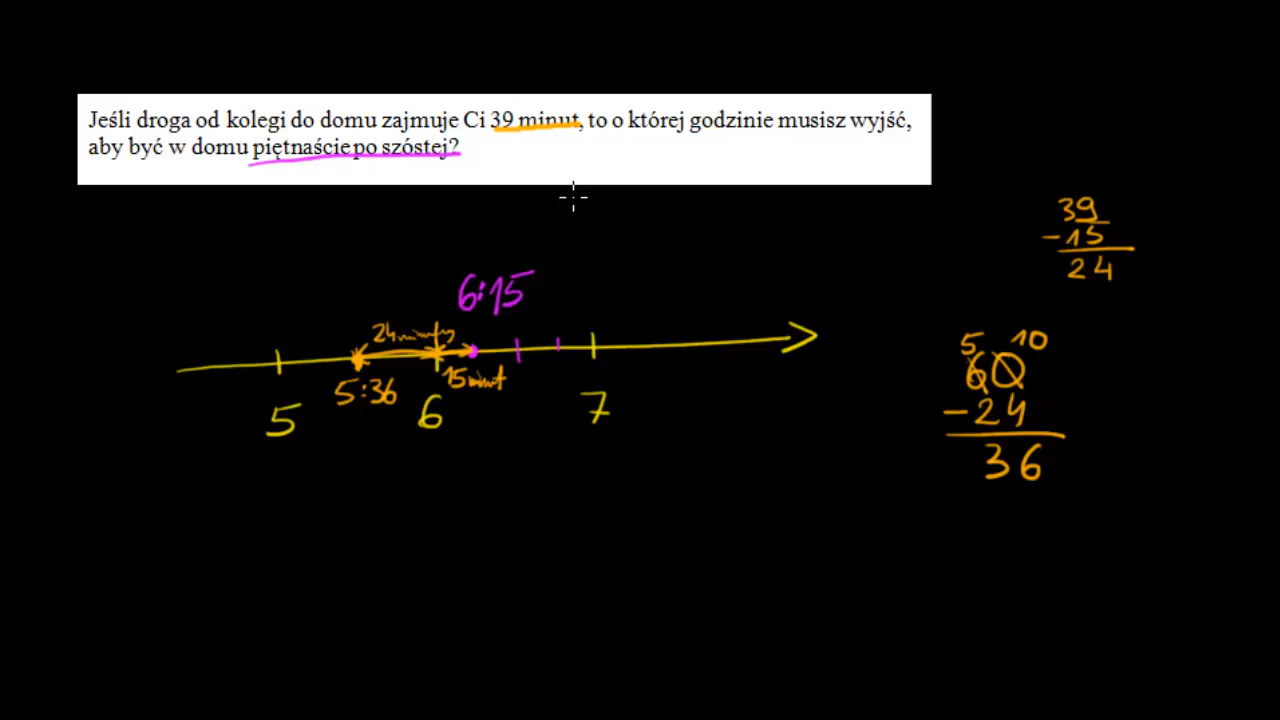 Jeśli droga od kolegi do domu zajmuje Ci 39 minut, to o której godzinie musisz wyjść,
aby być w domu piętnaście po szóstej?
39
-15
24
6:15
24 minuty
15 minut
5:36
5 6 7
5 10
60
-24
36